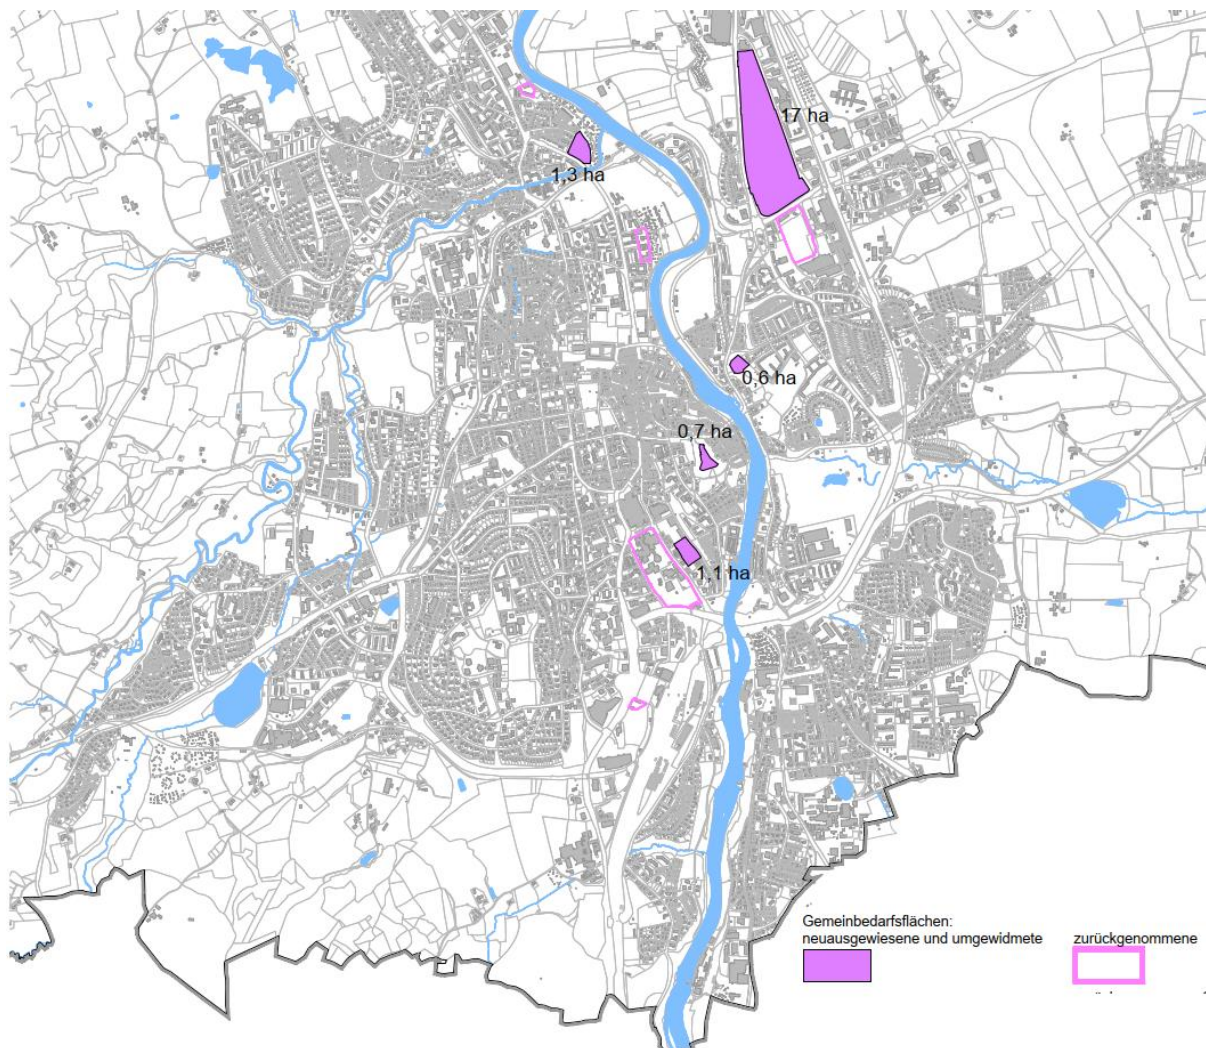 17 ha
1,3 ha
0,6 ha
0,7 ha
1,1 ha
Gemeinbedarfsflächen:
neuausgewiesene und umgewidmete
zurückgenommene